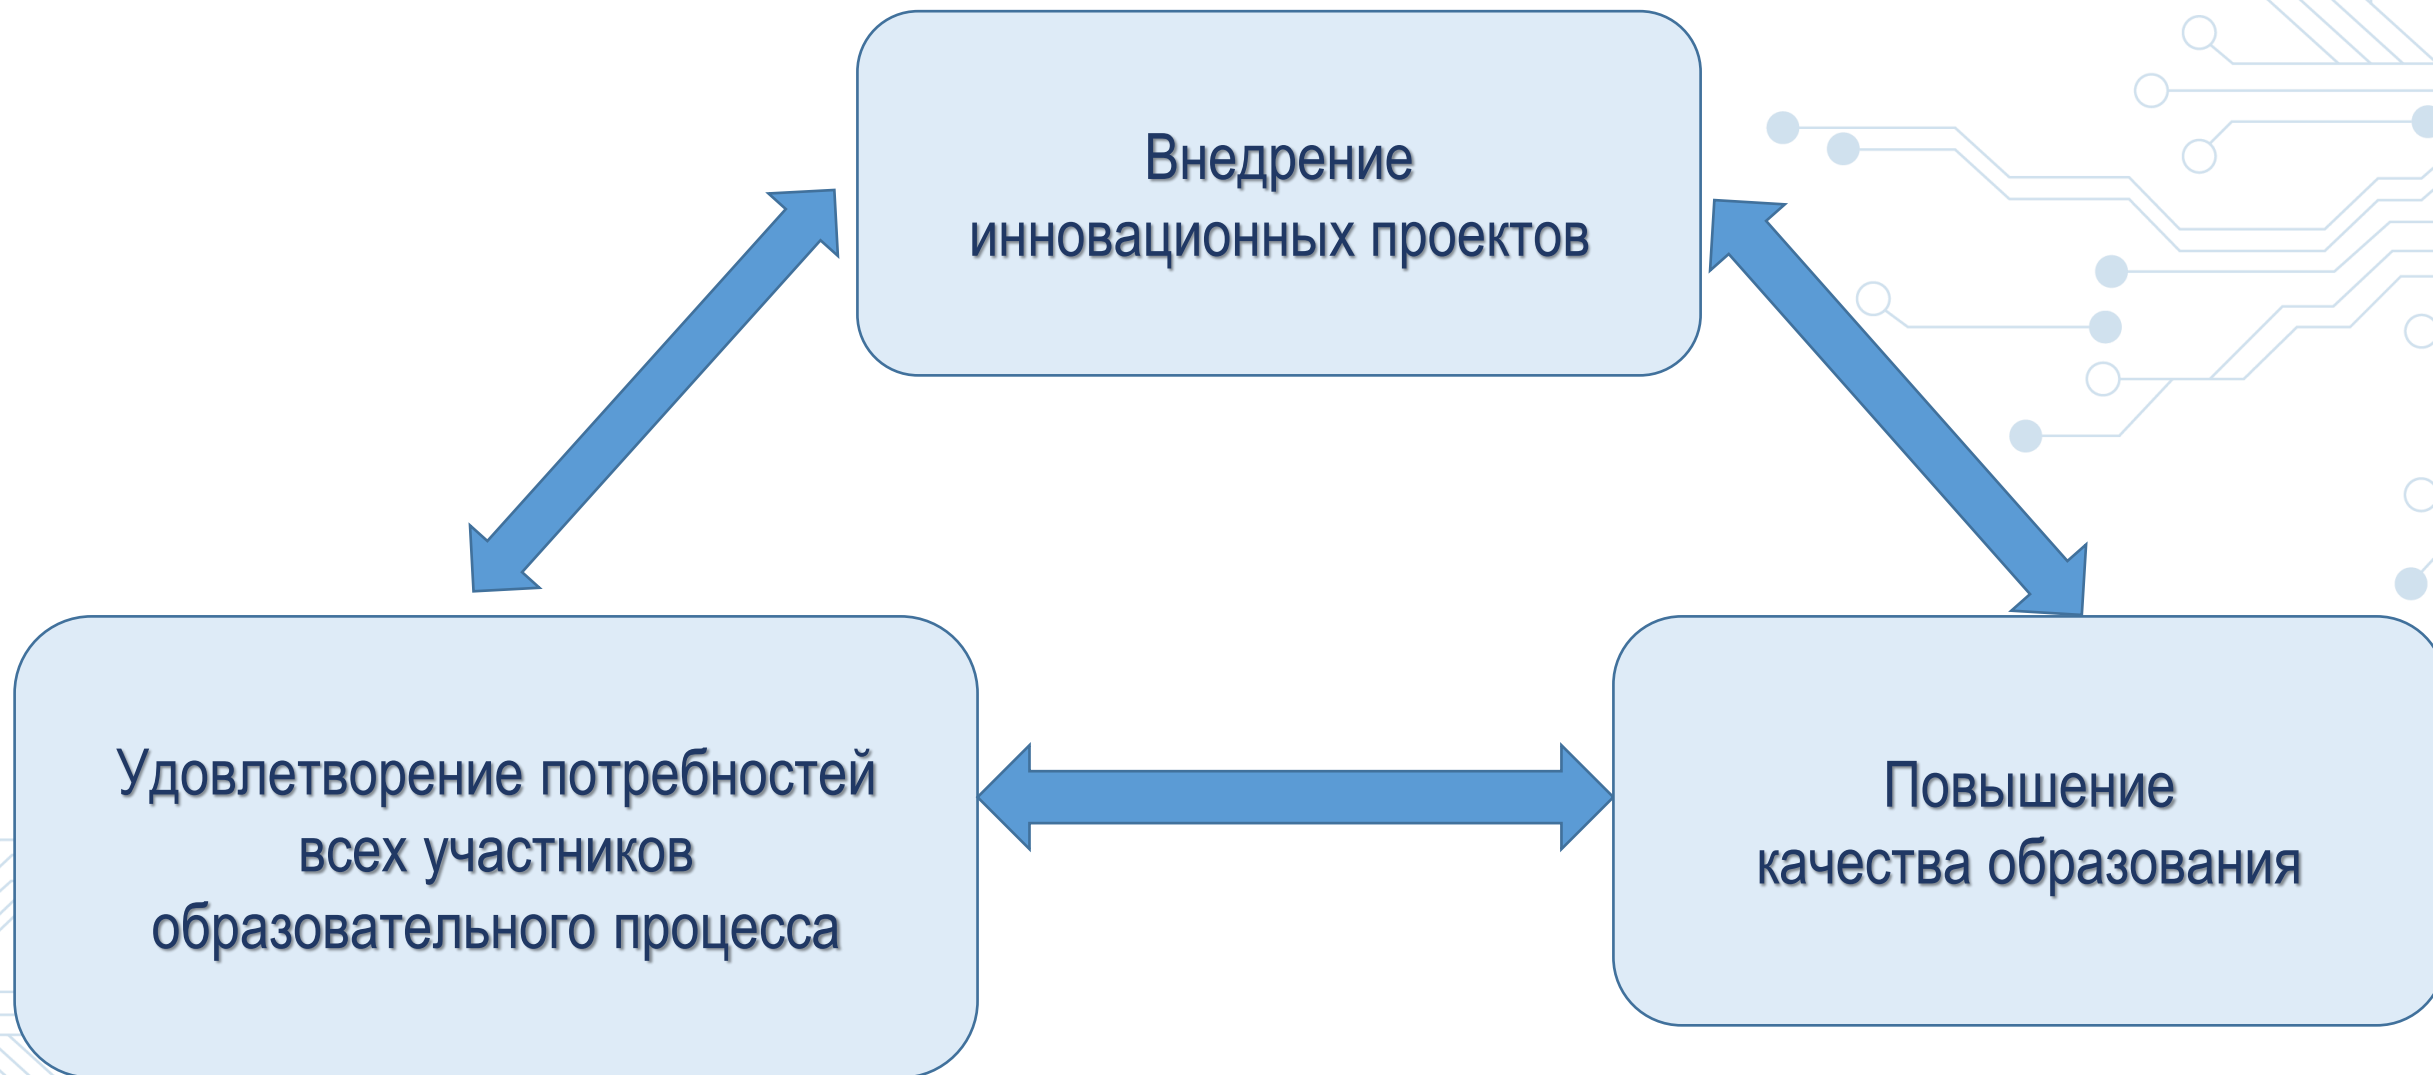 Внедрение
инновационных проектов
Удовлетворение потребностей
всех участников
образовательного процесса
Повышение
качества образования